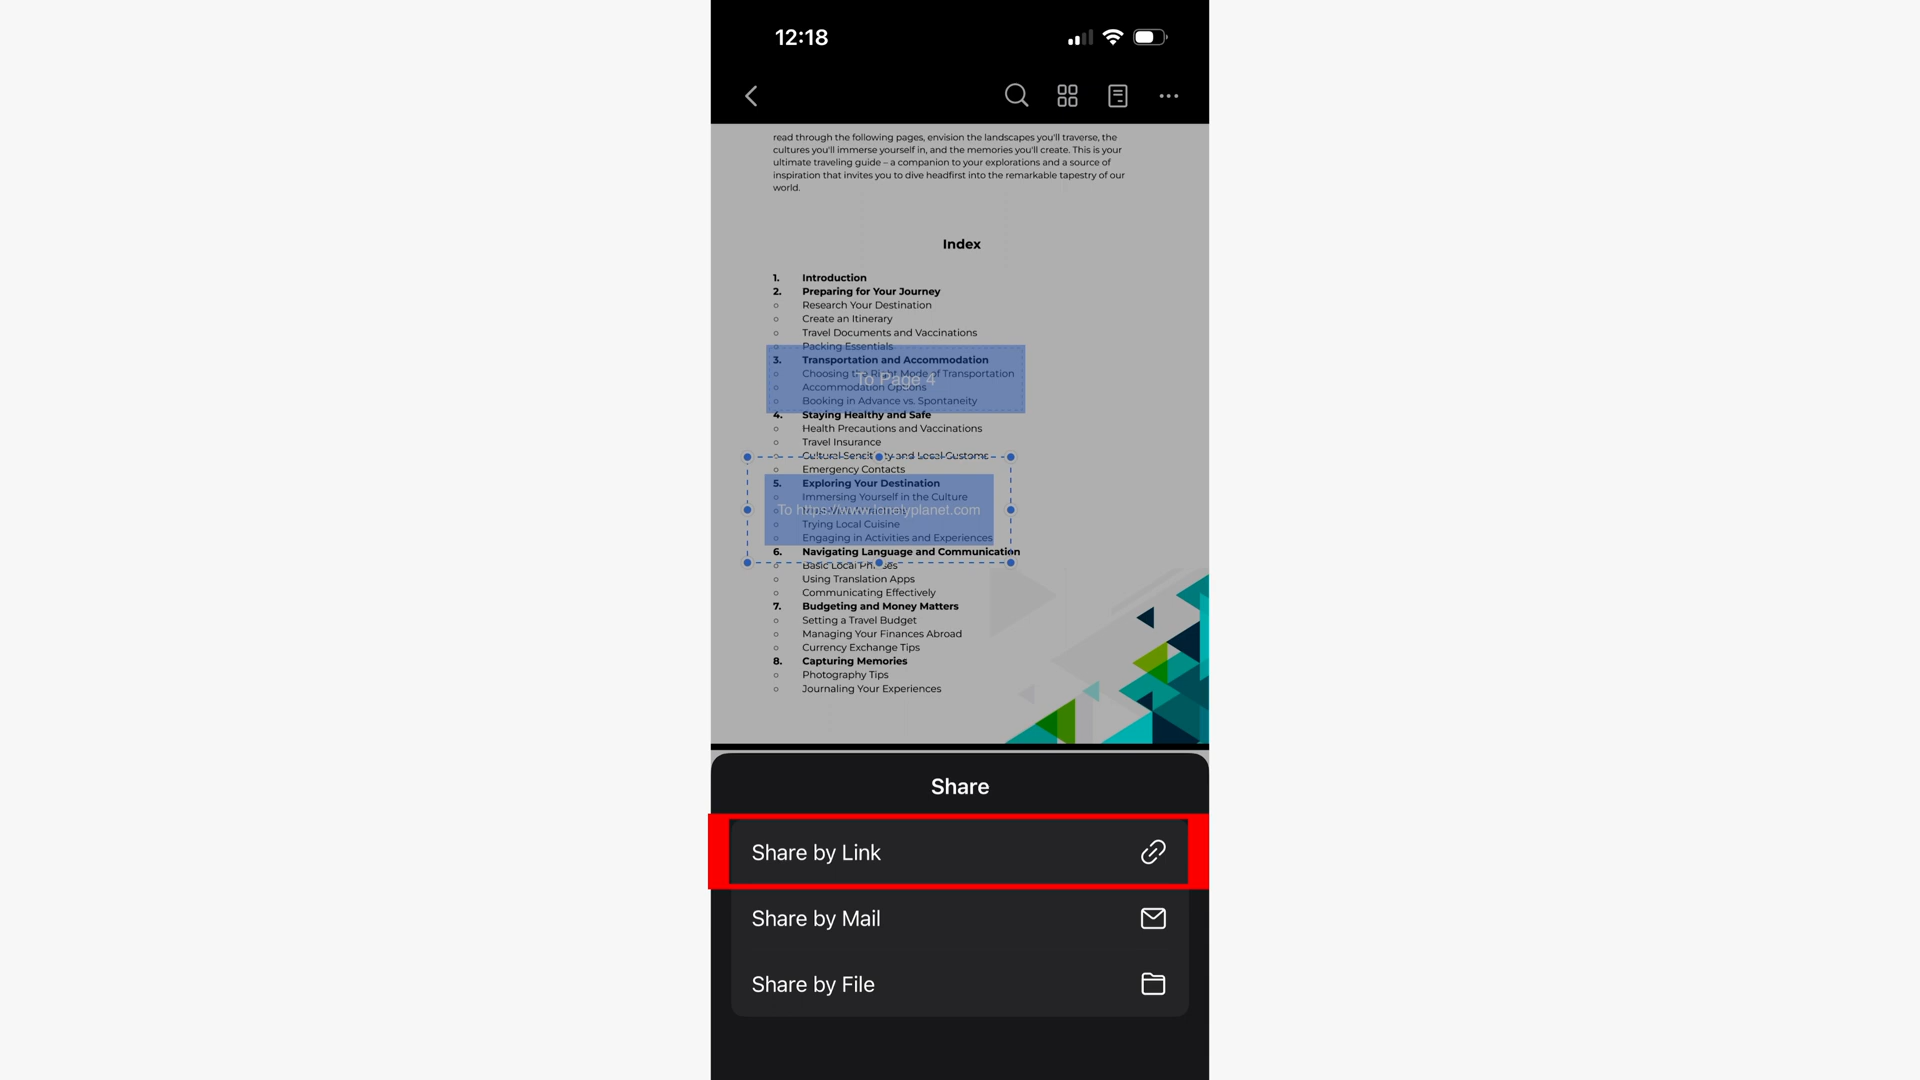 12:18
read through the following pages, envision the landscapes you'll traverse, the
cultures you'll immerse yourself in, and the memories you'll create. This is your
ultimate traveling guide – a companion to your explorations and a source of
inspiration that invites you to dive headfirst into the remarkable tapestry of our
world.
Index
1. Introduction
2. Preparing for Your Journey
○ Research Your Destination
○ Create an Itinerary
○ Travel Documents and Vaccinations
○ Packing Essentials
3. Transportation and Accommodation
○ Choosing the Right Mode of Transportation
To Page 4
○ Accommodation Options
○ Booking in Advance vs. Spontaneity
4. Staying Healthy and Safe
○ Health Precautions and Vaccinations
○ Travel Insurance
○ Cultural Sensitivity and Local Customs
○ Emergency Contacts
5. Exploring Your Destination
○ Immersing Yourself in the Culture
To https://www.lonelyplanet.com
○ Trying Local Cuisine
○ Engaging in Activities and Experiences
6. Navigating Language and Communication
○ Basic Local Phrases
○ Using Translation Apps
○ Communicating Effectively
7. Budgeting and Money Matters
○ Setting a Travel Budget
○ Managing Your Finances Abroad
○ Currency Exchange Tips
8. Capturing Memories
○ Photography Tips
○ Journaling Your Experiences
Share
Share by Link
Share by Mail
Share by File